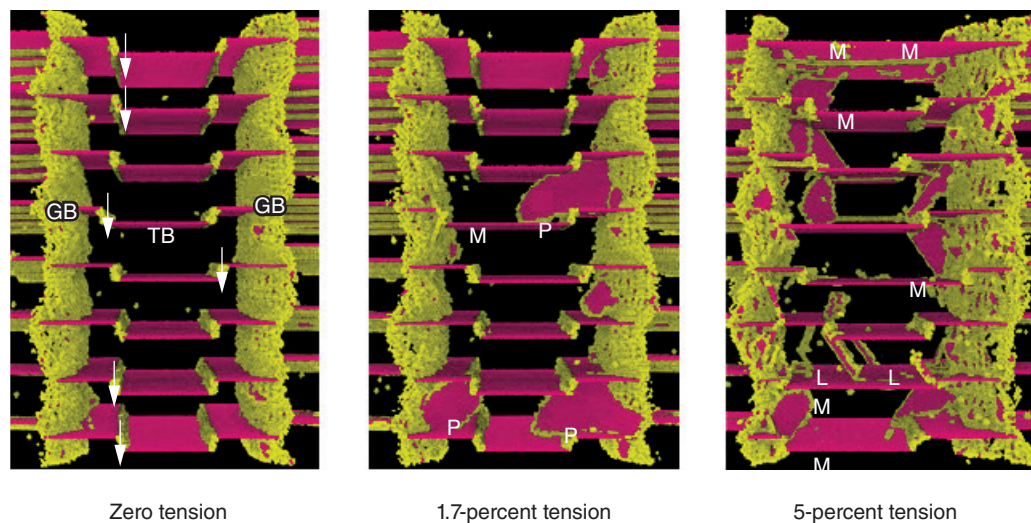 GB
GB
TB
Zero tension
M
P
P
P
1.7-percent tension
M
M
M
M
L
L
M
M
5-percent tension